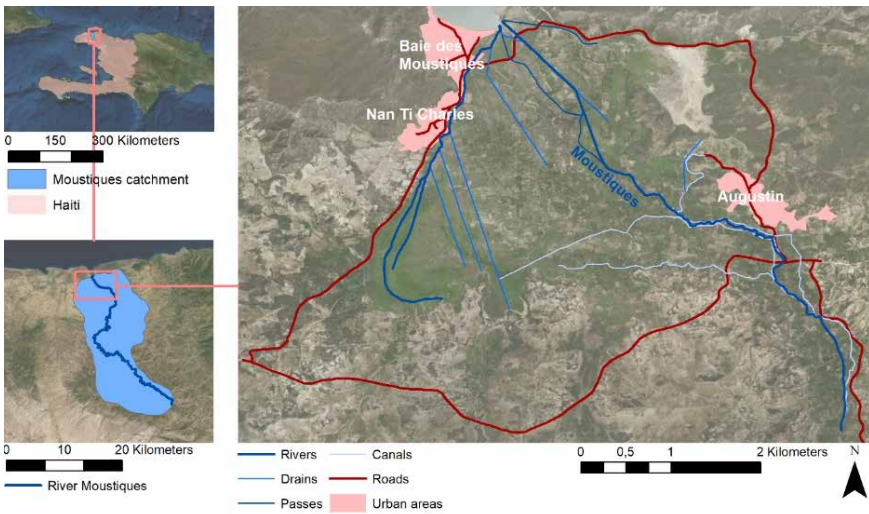 0 150 300 Kilometers
Moustiques catchment
Haiti
0 10 20 Kilometers
River Moustiques
Baie des
Moustiques
Nan Ti Charles
Moustiques
Augustin
Rivers
Canals
Drains
Roads
Passes
Urban areas
0 0,5 1 2 Kilometers
N